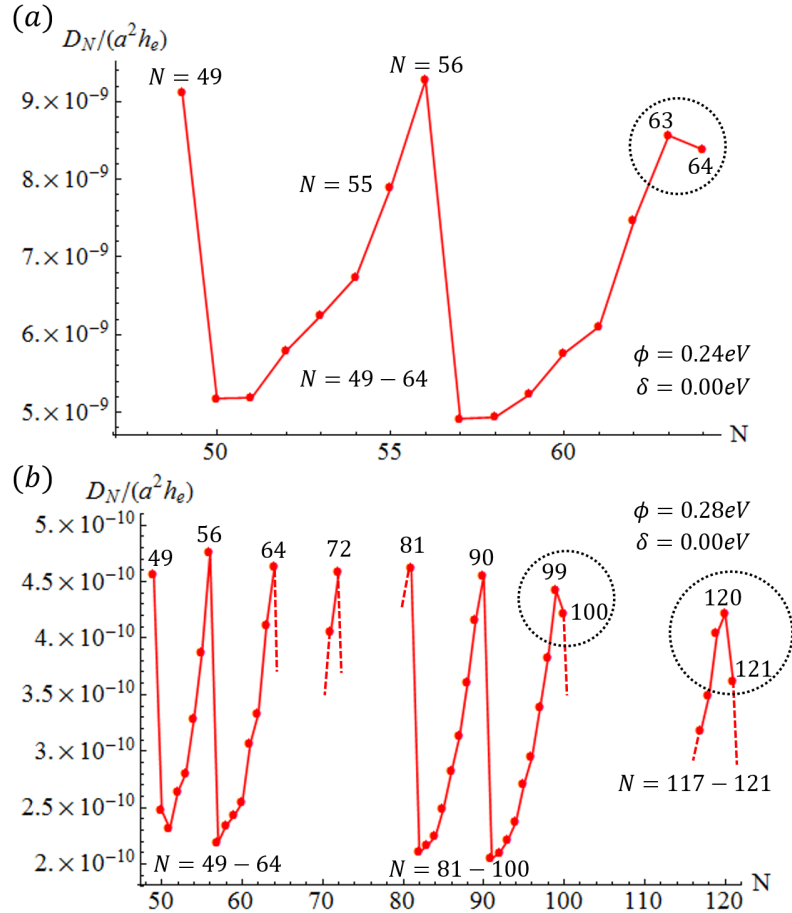 (a)
D_N/(a²h_e)
N = 49
N = 56
9.×10⁻⁹
63
64
8.×10⁻⁹
N = 55
7.×10⁻⁹
6.×10⁻⁹
ϕ = 0.24eV
N = 49 − 64
δ = 0.00eV
5.×10⁻⁹
N
50 55 60
(b)
D_N/(a²h_e)
ϕ = 0.28eV
5.×10⁻¹⁰
δ = 0.00eV
49 56 64 72 81 90 99
4.5×10⁻¹⁰
100 120
4.×10⁻¹⁰
121
3.5×10⁻¹⁰
3.×10⁻¹⁰
N = 117 − 121
2.5×10⁻¹⁰
2.×10⁻¹⁰
N = 49 − 64 N = 81 − 100
N
50 60 70 80 90 100 110 120